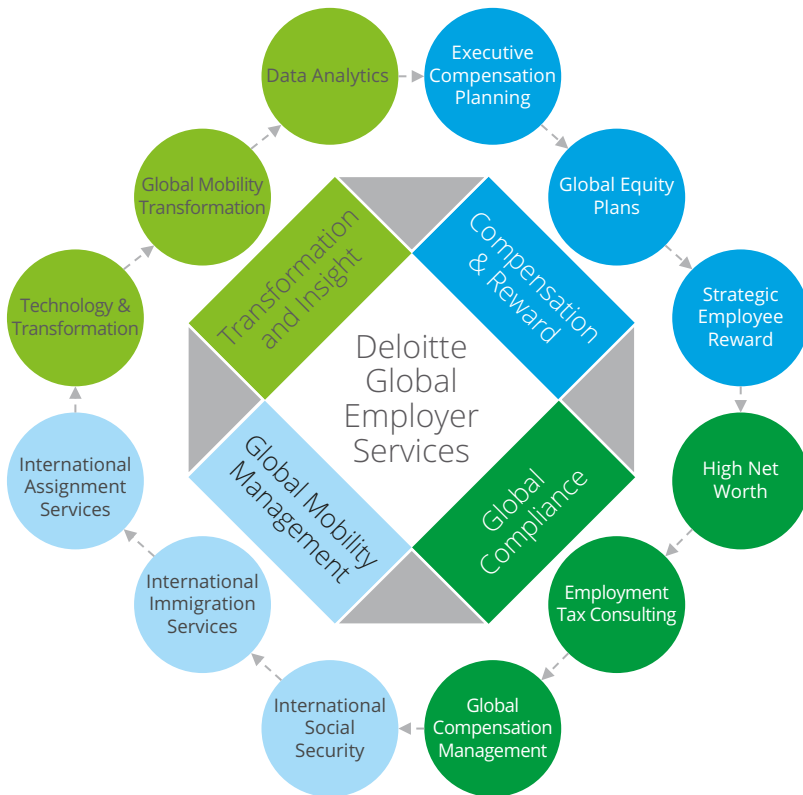 Data Analytics
Executive
Compensation
Planning
Global Mobility
Transformation
Global Equity
Plans
Technology &
Transformation
Transformation
and Insight
Compensation
& Reward
Strategic
Employee
Reward
Deloitte
Global
Employer
Services
International
Assignment
Services
Global Mobility
Management
Global
Compliance
High Net
Worth
International
Immigration
Services
Employment
Tax Consulting
International
Social
Security
Global
Compensation
Management